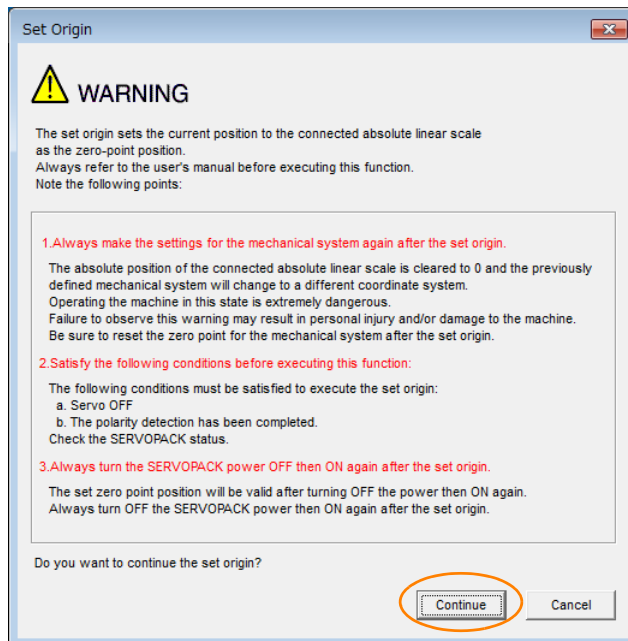 Set Origin
WARNING
The set origin sets the current position to the connected absolute linear scale
as the zero-point position.
Always refer to the user's manual before executing this function.
Note the following points:
1.Always make the settings for the mechanical system again after the set origin.
The absolute position of the connected absolute linear scale is cleared to 0 and the previously
defined mechanical system will change to a different coordinate system.
Operating the machine in this state is extremely dangerous.
Failure to observe this warning may result in personal injury and/or damage to the machine.
Be sure to reset the zero point for the mechanical system after the set origin.
2.Satisfy the following conditions before executing this function:
The following conditions must be satisfied to execute the set origin:
a. Servo OFF
b. The polarity detection has been completed.
Check the SERVOPACK status.
3.Always turn the SERVOPACK power OFF then ON again after the set origin.
The set zero point position will be valid after turning OFF the power then ON again.
Always turn OFF the SERVOPACK power then ON again after the set origin.
Do you want to continue the set origin?
Continue Cancel